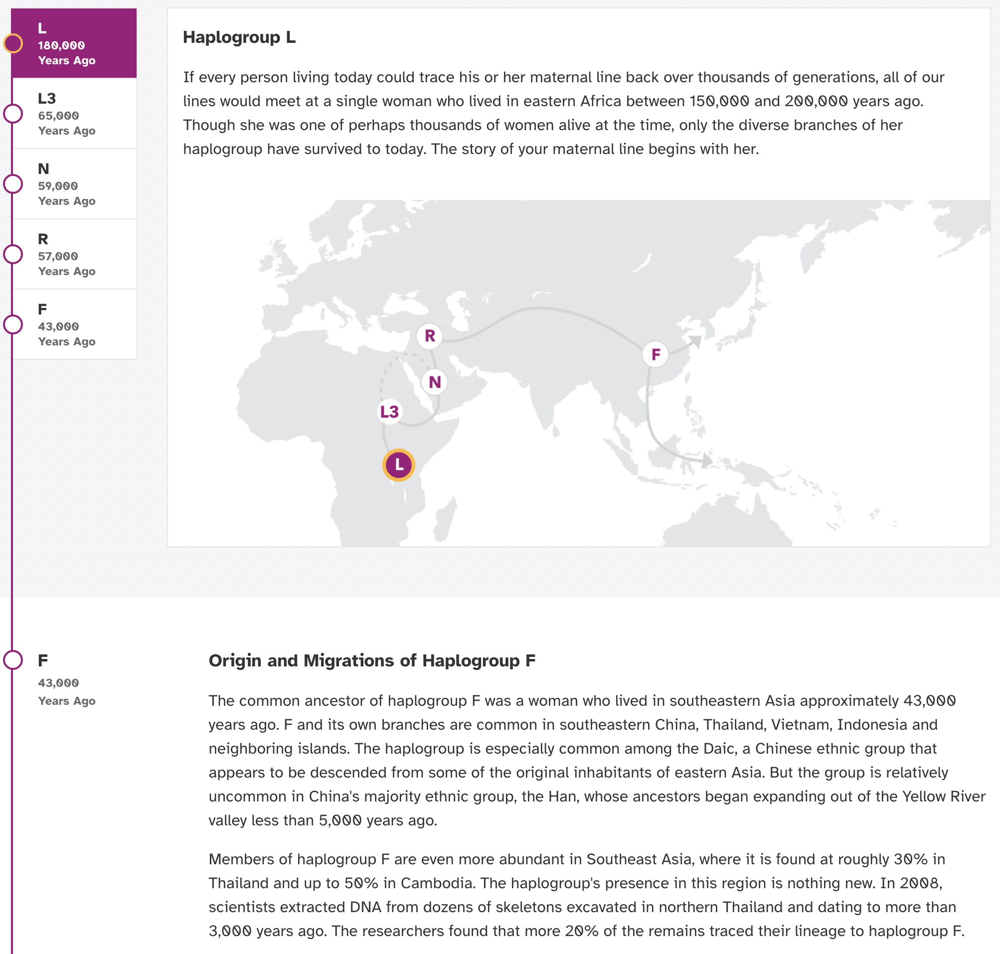 L
180,000
Years Ago
L3
65,000
Years Ago
N
59,000
Years Ago
R
57,000
Years Ago
F
43,000
Years Ago
Haplogroup L
If every person living today could trace his or her maternal line back over thousands of generations, all of our
lines would meet at a single woman who lived in eastern Africa between 150,000 and 200,000 years ago.
Though she was one of perhaps thousands of women alive at the time, only the diverse branches of her
haplogroup have survived to today. The story of your maternal line begins with her.
R
F
N
L3
L
F
43,000
Years Ago
Origin and Migrations of Haplogroup F
The common ancestor of haplogroup F was a woman who lived in southeastern Asia approximately 43,000
years ago. F and its own branches are common in southeastern China, Thailand, Vietnam, Indonesia and
neighboring islands. The haplogroup is especially common among the Daic, a Chinese ethnic group that
appears to be descended from some of the original inhabitants of eastern Asia. But the group is relatively
uncommon in China's majority ethnic group, the Han, whose ancestors began expanding out of the Yellow River
valley less than 5,000 years ago.
Members of haplogroup F are even more abundant in Southeast Asia, where it is found at roughly 30% in
Thailand and up to 50% in Cambodia. The haplogroup's presence in this region is nothing new. In 2008,
scientists extracted DNA from dozens of skeletons excavated in northern Thailand and dating to more than
3,000 years ago. The researchers found that more 20% of the remains traced their lineage to haplogroup F.